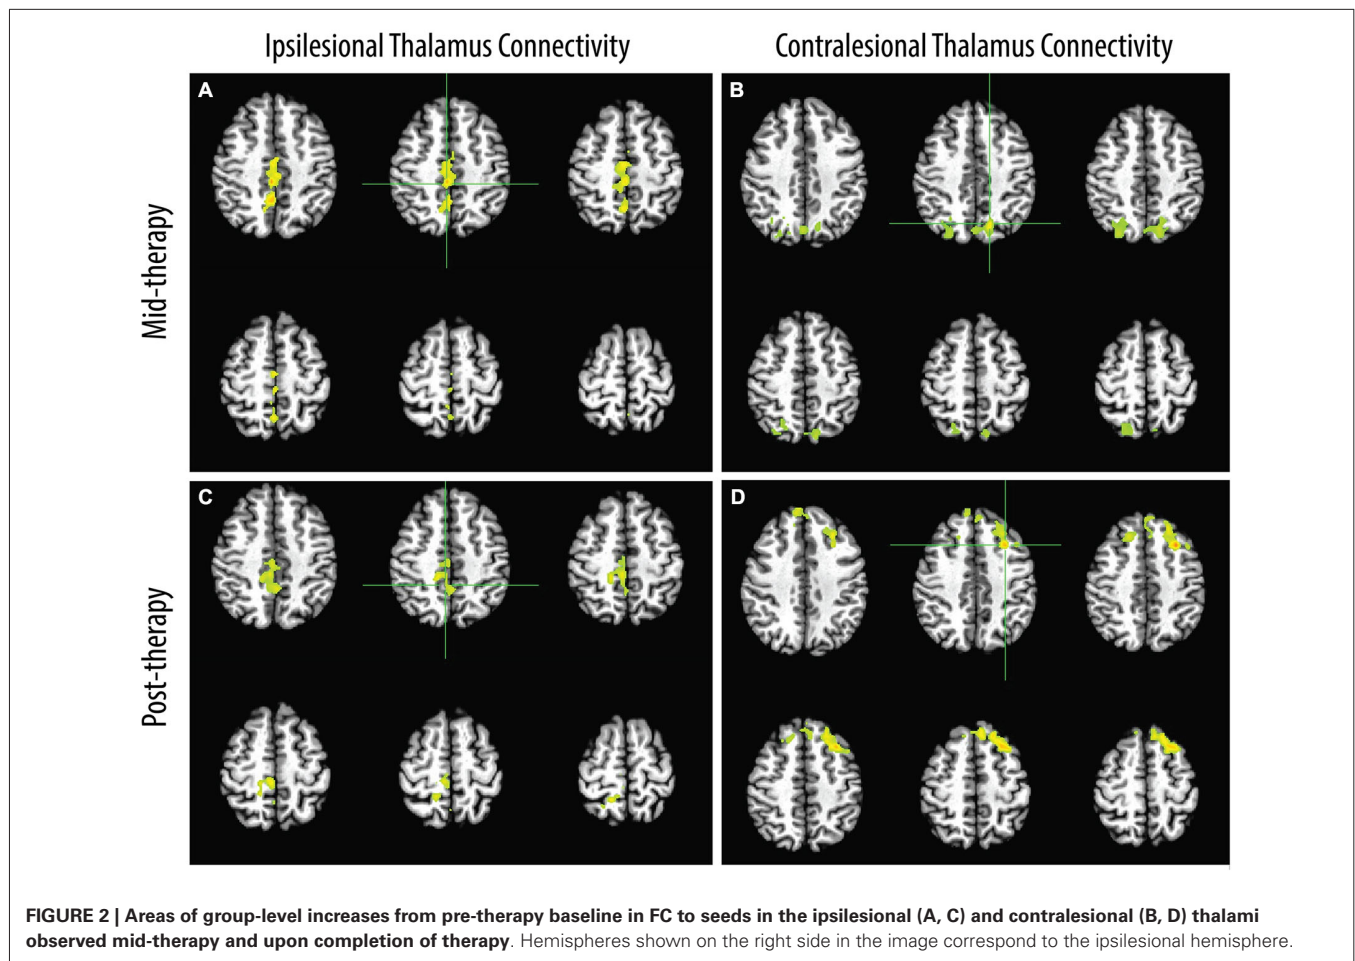 Ipsilesional Thalamus Connectivity
Contralesional Thalamus Connectivity
Mid-therapy
A
B
Post-therapy
C
D
FIGURE 2 | Areas of group-level increases from pre-therapy baseline in FC to seeds in the ipsilesional (A, C) and contralesional (B, D) thalami
observed mid-therapy and upon completion of therapy. Hemispheres shown on the right side in the image correspond to the ipsilesional hemisphere.